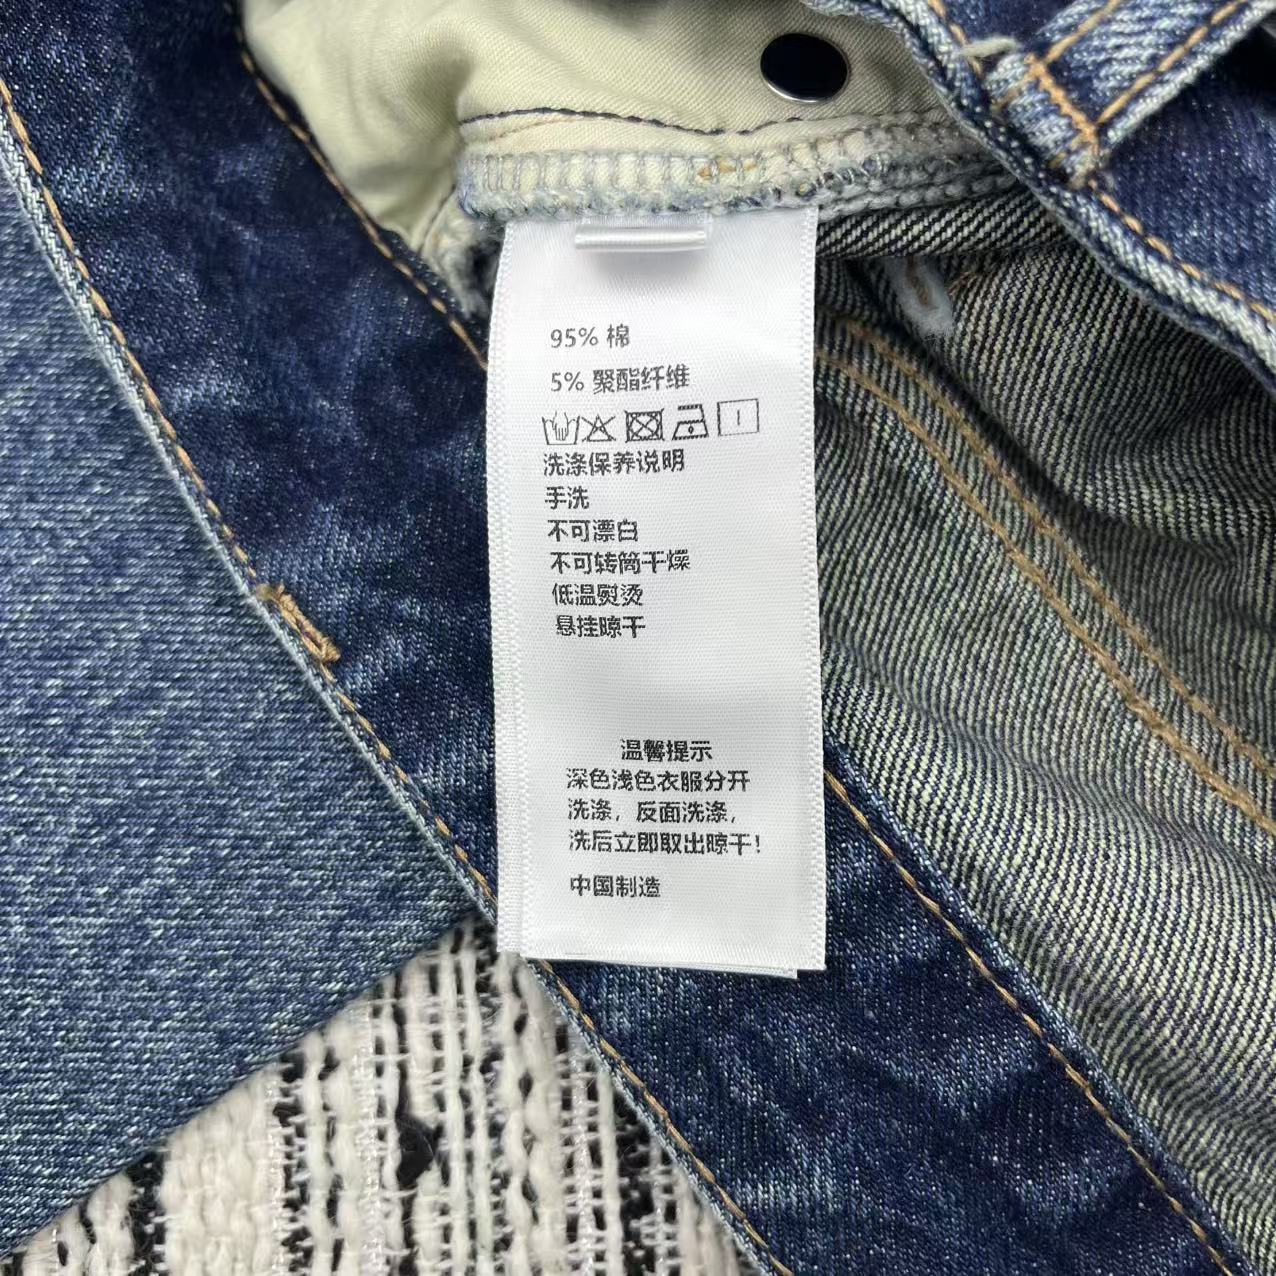 95% 棉
5% 聚酯纤维
洗涤保养说明
手洗
不可漂白
不可转筒干燥
低温熨烫
悬挂晾干
温馨提示
深色浅色衣服分开
洗涤，反面洗涤，
洗后立即取出晾干！
中国制造